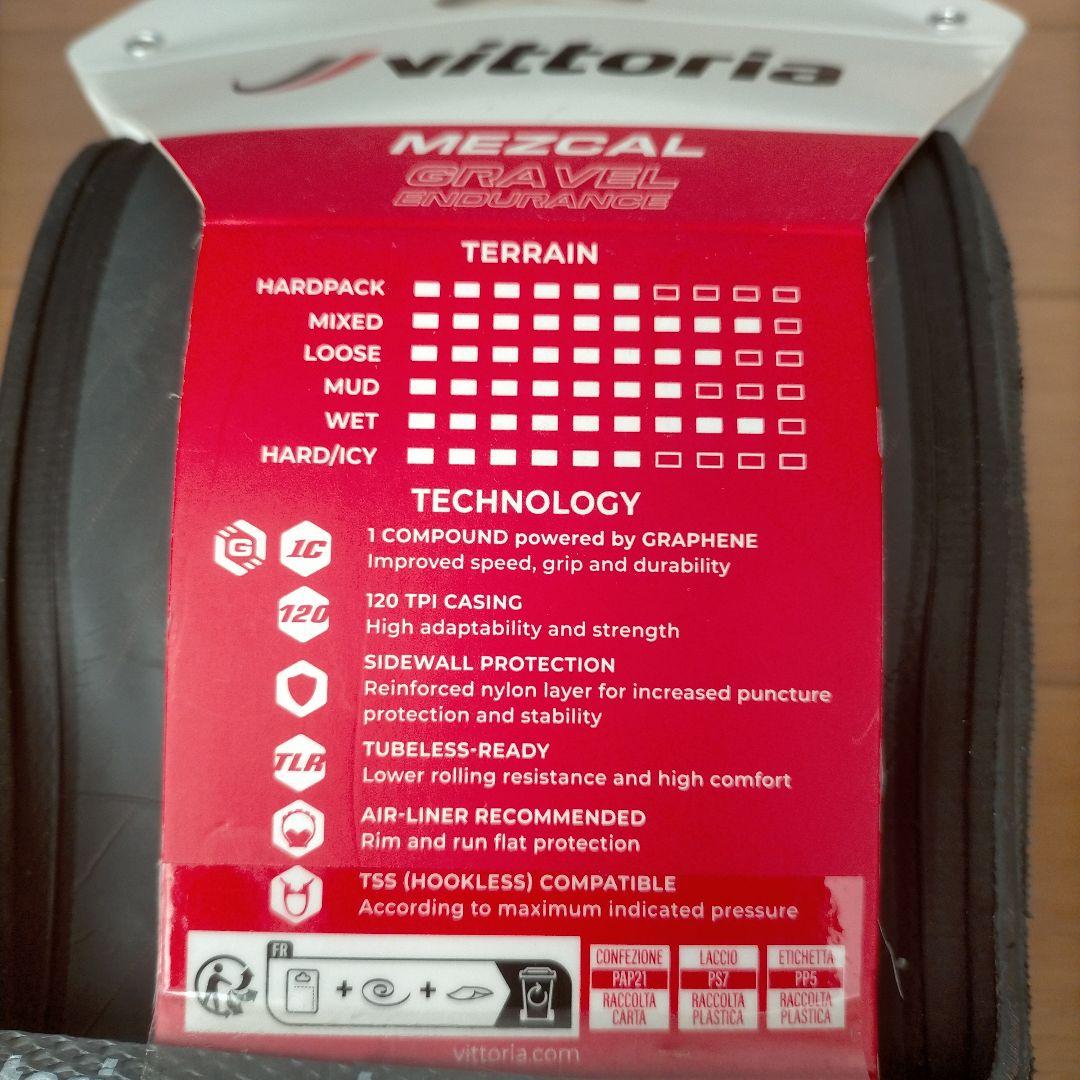 vittoria
MEZCAL
GRAVEL
ENDURANCE
TERRAIN
HARDPACK
MIXED
LOOSE
MUD
WET
HARD/ICY
TECHNOLOGY
G 1C 1 COMPOUND powered by GRAPHENE
Improved speed, grip and durability
120 120 TPI CASING
High adaptability and strength
SIDEWALL PROTECTION
Reinforced nylon layer for increased puncture
protection and stability
TLR TUBELESS-READY
Lower rolling resistance and high comfort
AIR-LINER RECOMMENDED
Rim and run flat protection
TSS (HOOKLESS) COMPATIBLE
According to maximum indicated pressure
FR
+ +
CONFEZIONE
PAP21
RACCOLTA
CARTA
LACCIO
PS7
RACCOLTA
PLASTICA
ETICHETTA
PP5
RACCOLTA
PLASTICA
vittoria.com